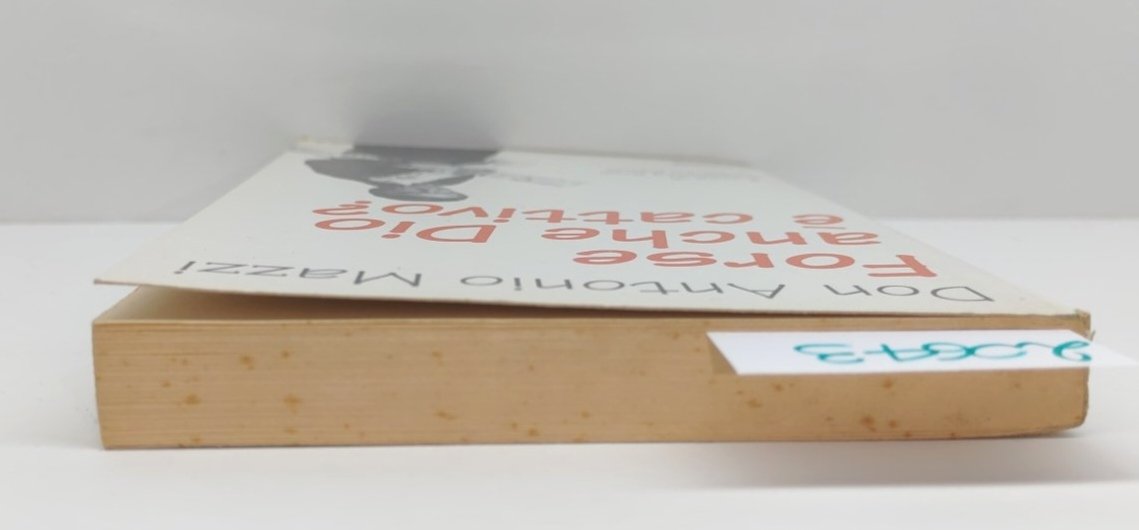 Don Antonio Mazzi
Forse
anche Dio
è cattivo?